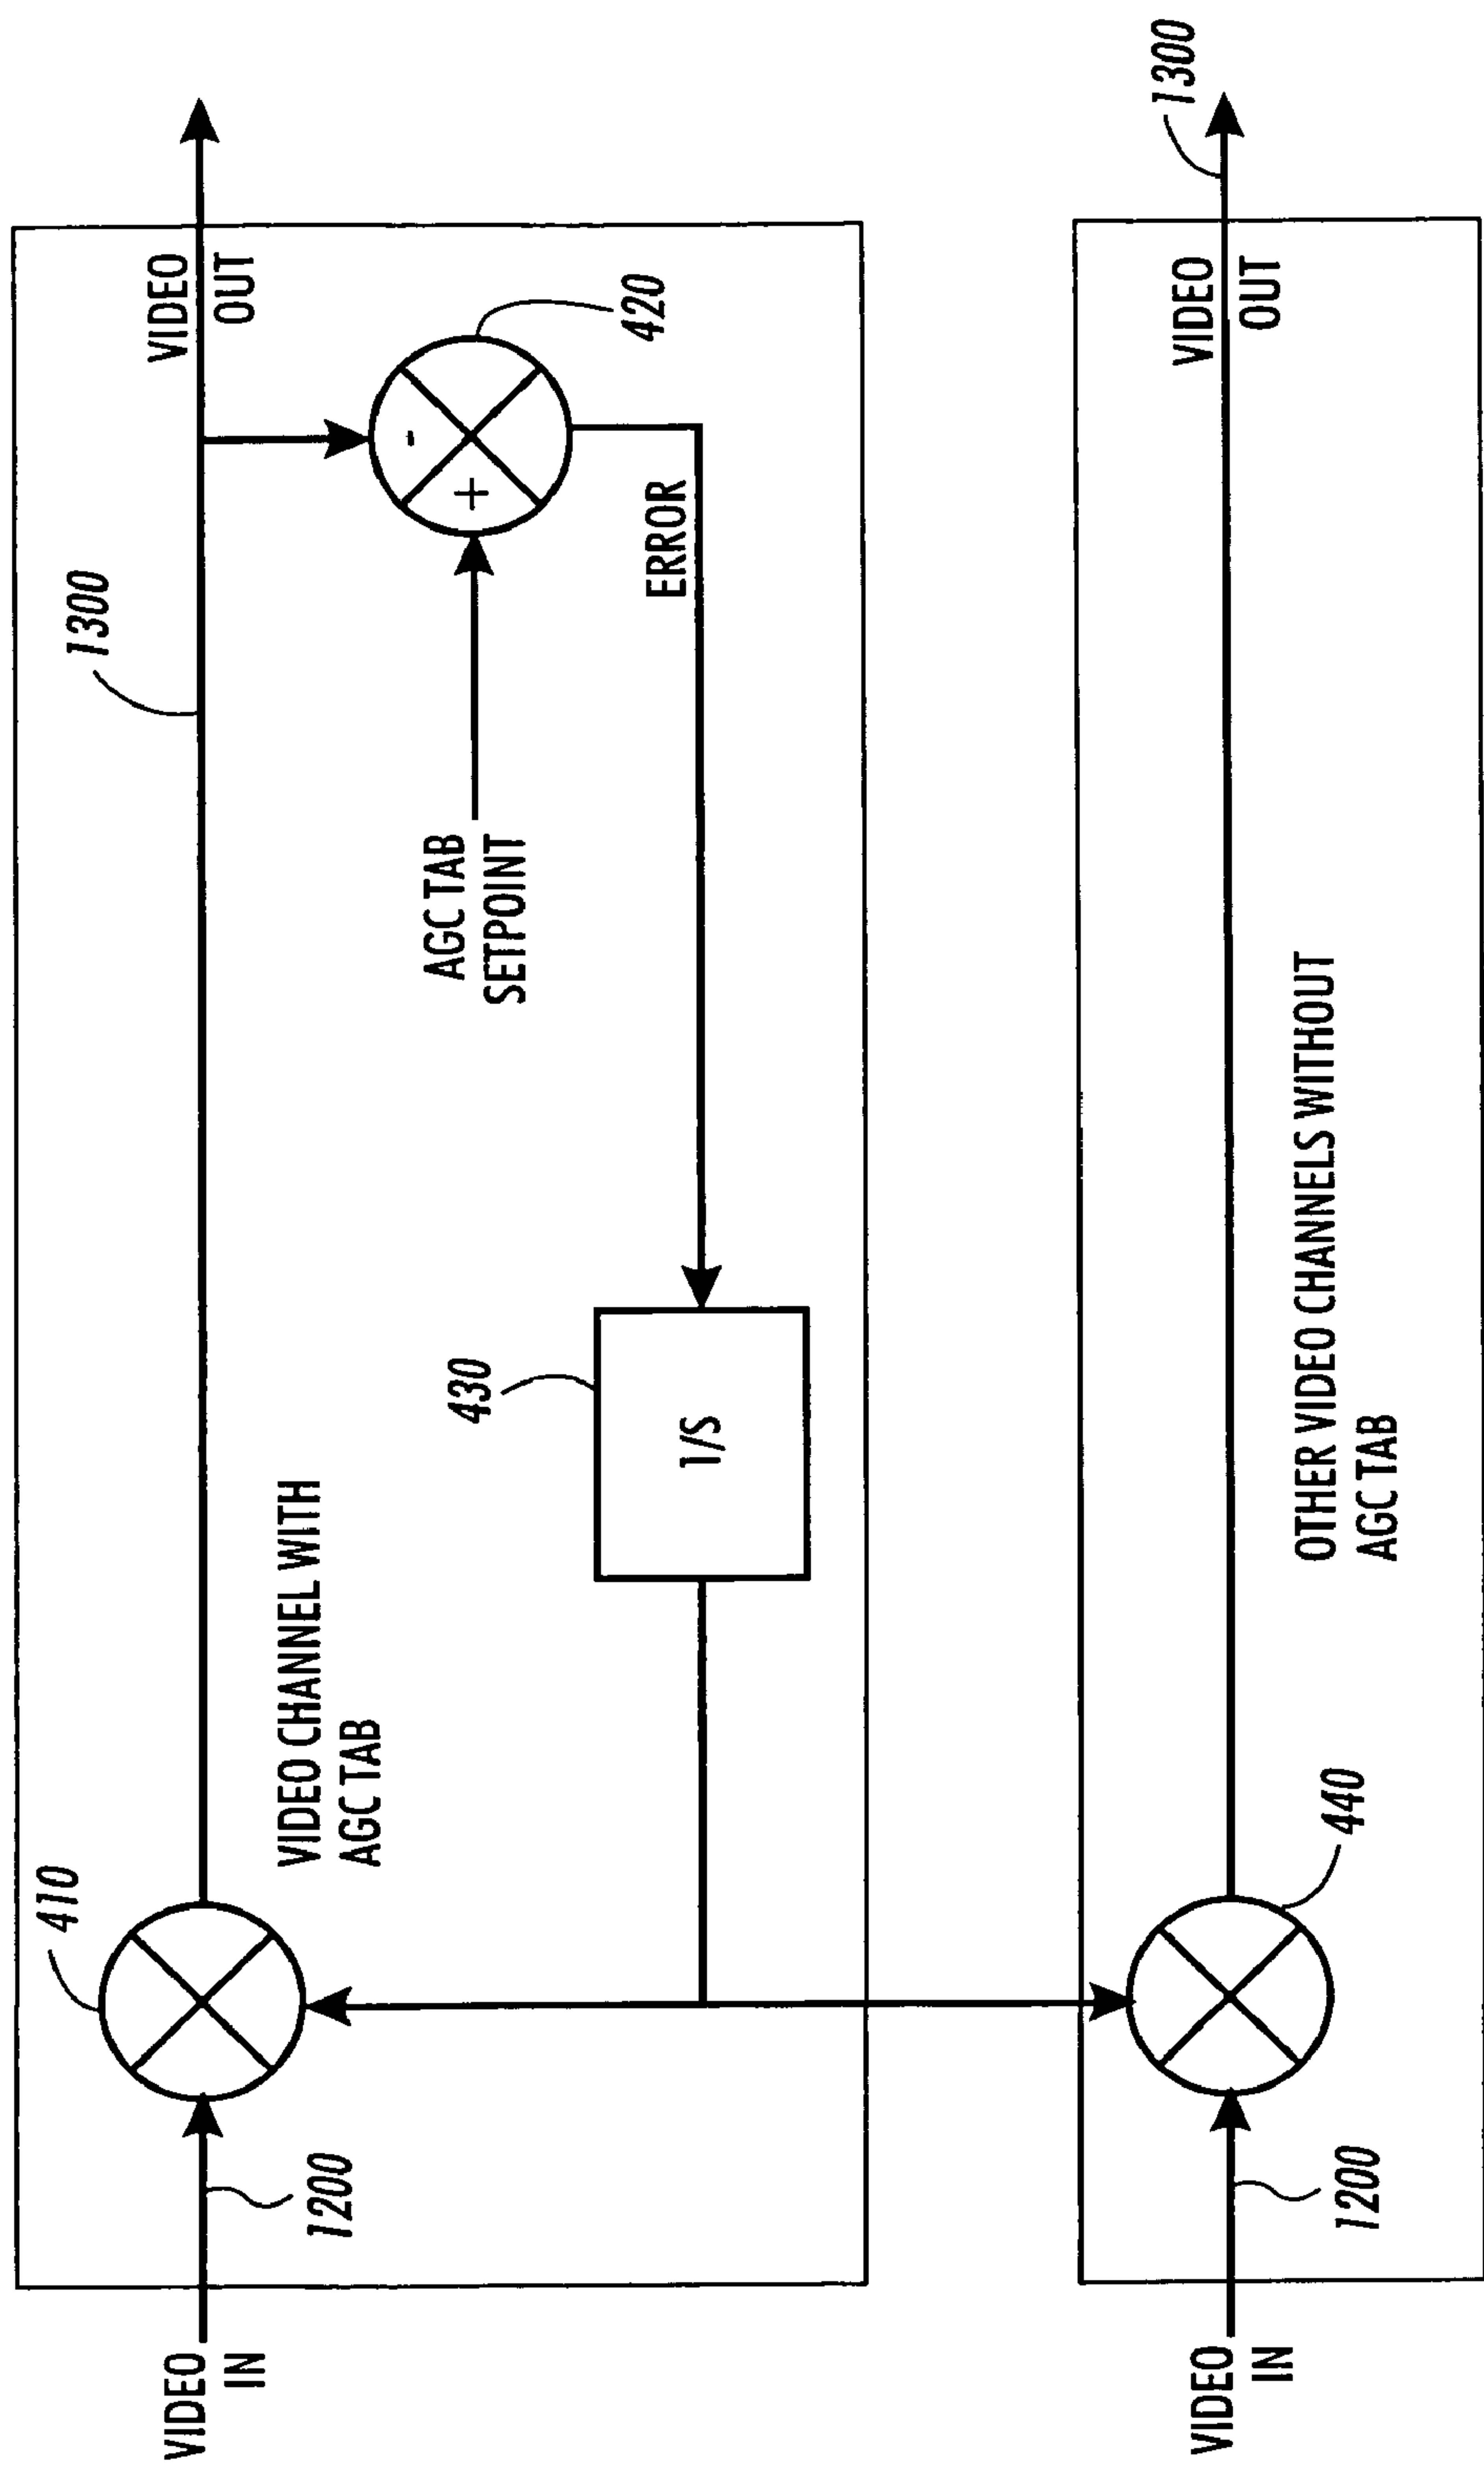 VIDEO
IN
1200
410
VIDEO CHANNEL WITH
AGC TAB
430
1/S
1300
AGC TAB
SETPOINT
+
-
ERROR
420
VIDEO
OUT
VIDEO
IN
1200
440
OTHER VIDEO CHANNELS WITHOUT
AGC TAB
VIDEO
OUT
1300